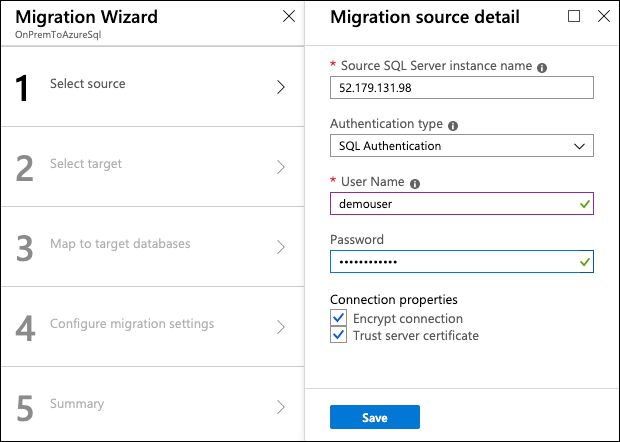 Migration Wizard
OnPremToAzureSql
1 Select source
2 Select target
3 Map to target databases
4 Configure migration settings
5 Summary
Migration source detail
* Source SQL Server instance name
52.179.131.98
Authentication type
SQL Authentication
* User Name
demouser
Password
••••••••••••
Connection properties
Encrypt connection
Trust server certificate
Save